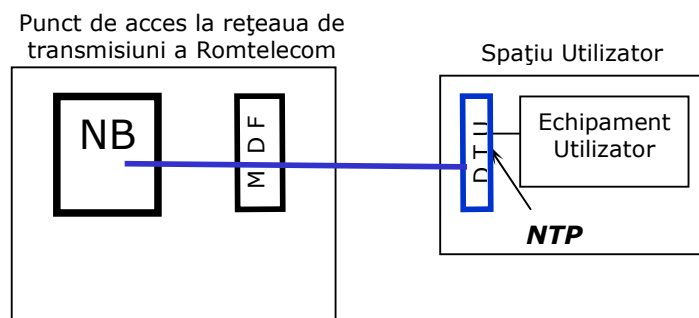 Punct de acces la reţeaua de
transmisiuni a Romtelecom
Spaţiu Utilizator
NB
MDF
DTU
Echipament
Utilizator
NTP